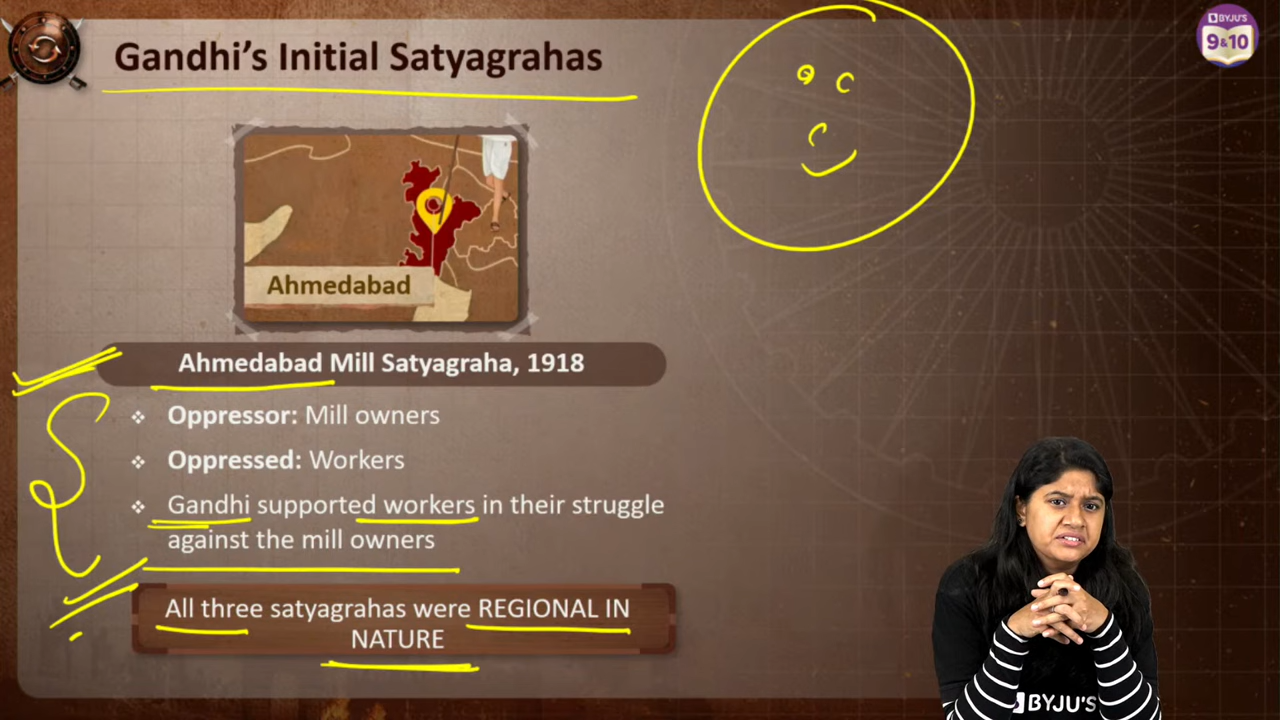 Gandhi's Initial Satyagrahas
BYJU'S
9&10
Ahmedabad
Ahmedabad Mill Satyagraha, 1918
Oppressor: Mill owners
Oppressed: Workers
Gandhi supported workers in their struggle
against the mill owners
All three satyagrahas were REGIONAL IN
NATURE
BYJU'S